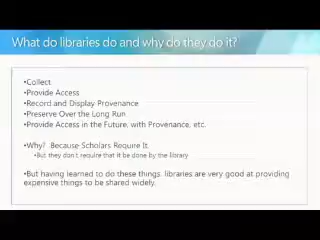 What do libraries do and why do they do it?
•Collect
•Provide Access
•Record and Display Provenance
•Preserve Over the Long Run
•Provide Access in the Future, with Provenance, etc.
•Why? Because Scholars Require It.
•But they don't require that it be done by the library
•But having learned to do these things, libraries are very good at providing
expensive things to be shared widely.